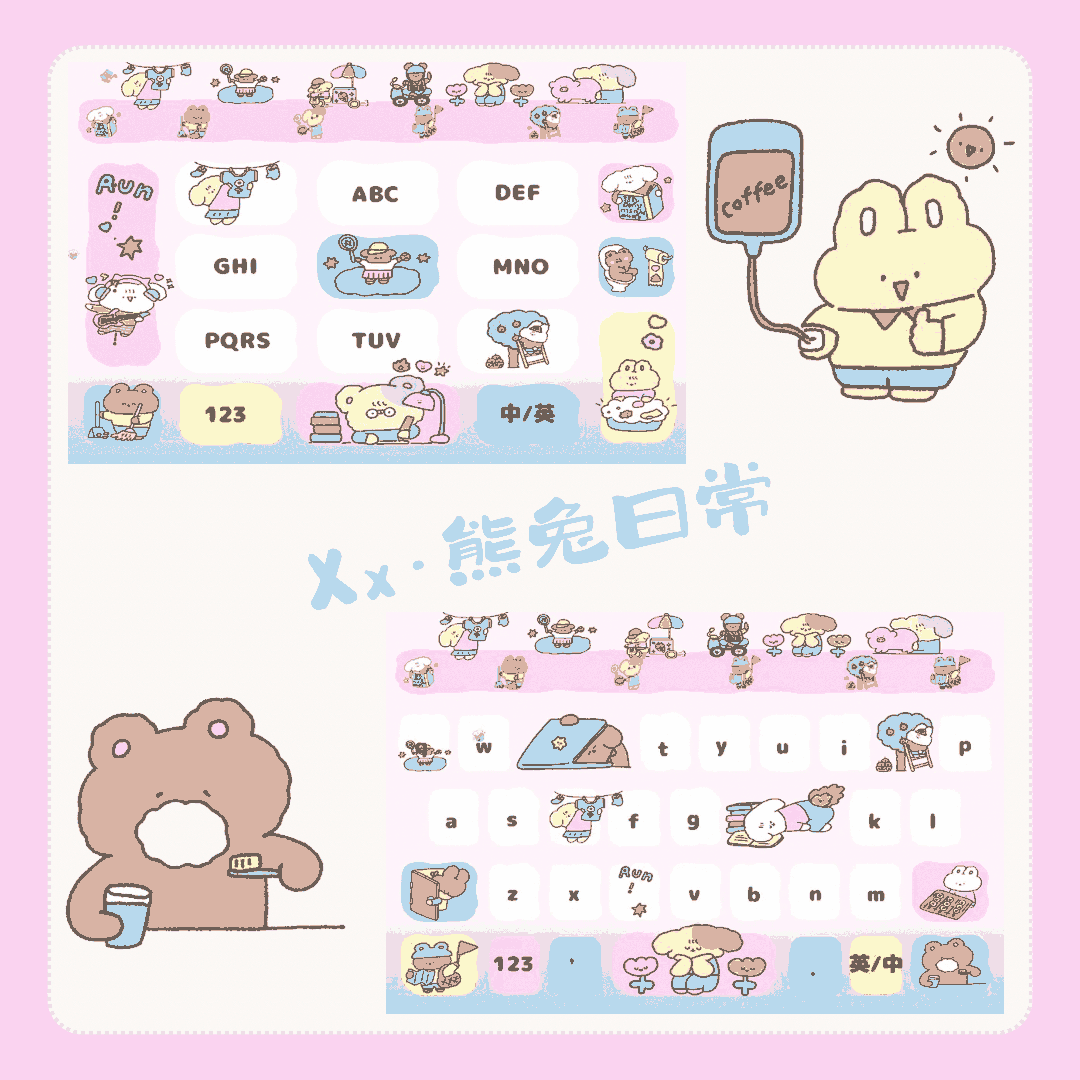 Aun
!
ABC
DEF
GHI
MNO
PQRS
TUV
123
中/英
coffee
Xx·熊兔日常
q
w
t
y
u
i
p
a
s
f
g
k
l
z
x
Aun
!
v
b
n
m
123
'
.
英/中